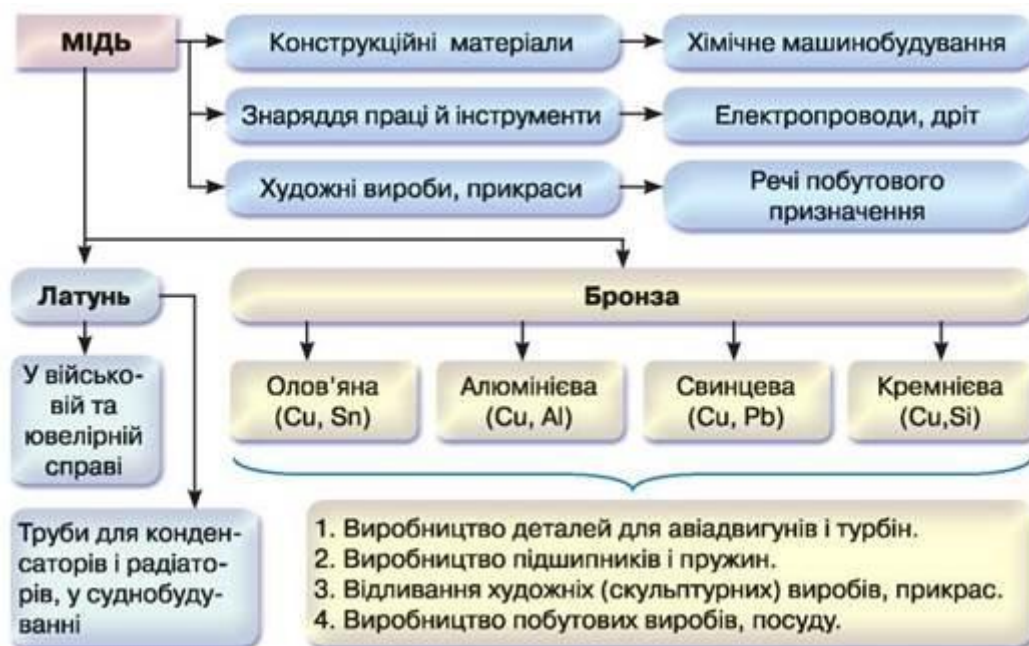 МІДЬ
Конструкційні матеріали
Хімічне машинобудування
Знаряддя праці й інструменти
Електропроводи, дріт
Художні вироби, прикраси
Речі побутового
призначення
Латунь
Бронза
У військо-
вій та
ювелірній
справі
Олов'яна
(Cu, Sn)
Алюмінієва
(Cu, Al)
Свинцева
(Cu, Pb)
Кремнієва
(Cu,Si)
Труби для конден-
саторів і радіато-
рів, у суднобуду-
ванні
1. Виробництво деталей для авіадвигунів і турбін.
2. Виробництво підшипників і пружин.
3. Відливання художніх (скульптурних) виробів, прикрас.
4. Виробництво побутових виробів, посуду.